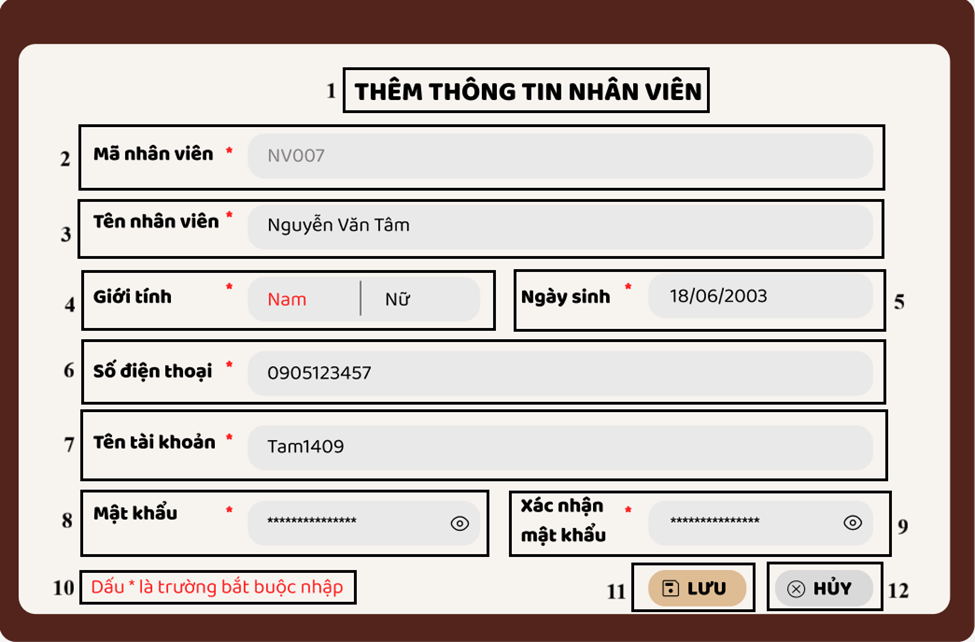 1 THÊM THÔNG TIN NHÂN VIÊN
2 Mã nhân viên * NV007
3 Tên nhân viên * Nguyễn Văn Tâm
4 Giới tính * Nam Nữ
Ngày sinh * 18/06/2003 5
6 Số điện thoại * 0905123457
7 Tên tài khoản * Tam1409
8 Mật khẩu * ***************
Xác nhận
mật khẩu * *************** 9
10 Dấu * là trường bắt buộc nhập
11 LƯU
HỦY 12